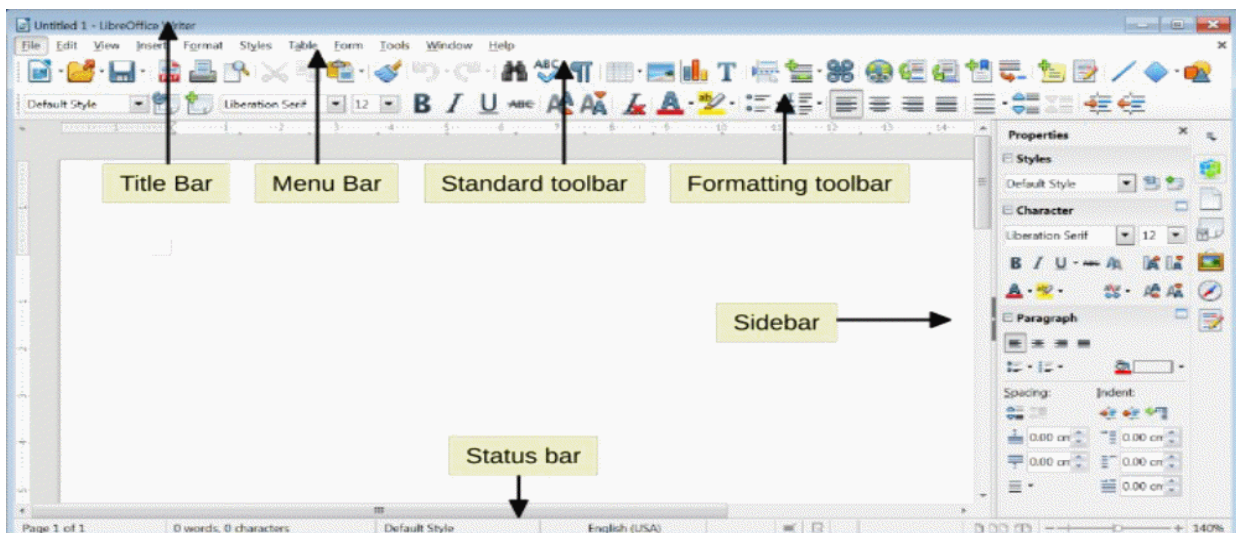 Untitled 1 - LibreOffice Writer
File Edit View Insert Format Styles Table Form Tools Window Help
Default Style Liberation Serif 12
Properties
Styles
Title Bar Menu Bar Standard toolbar Formatting toolbar
Default Style
Character
Liberation Serif 12
Sidebar
Paragraph
Spacing: Indent:
0.00 cm 0.00 cm
Status bar
0.00 cm 0.00 cm
0.00 cm
Page 1 of 1 0 words, 0 characters Default Style English (USA) 140%